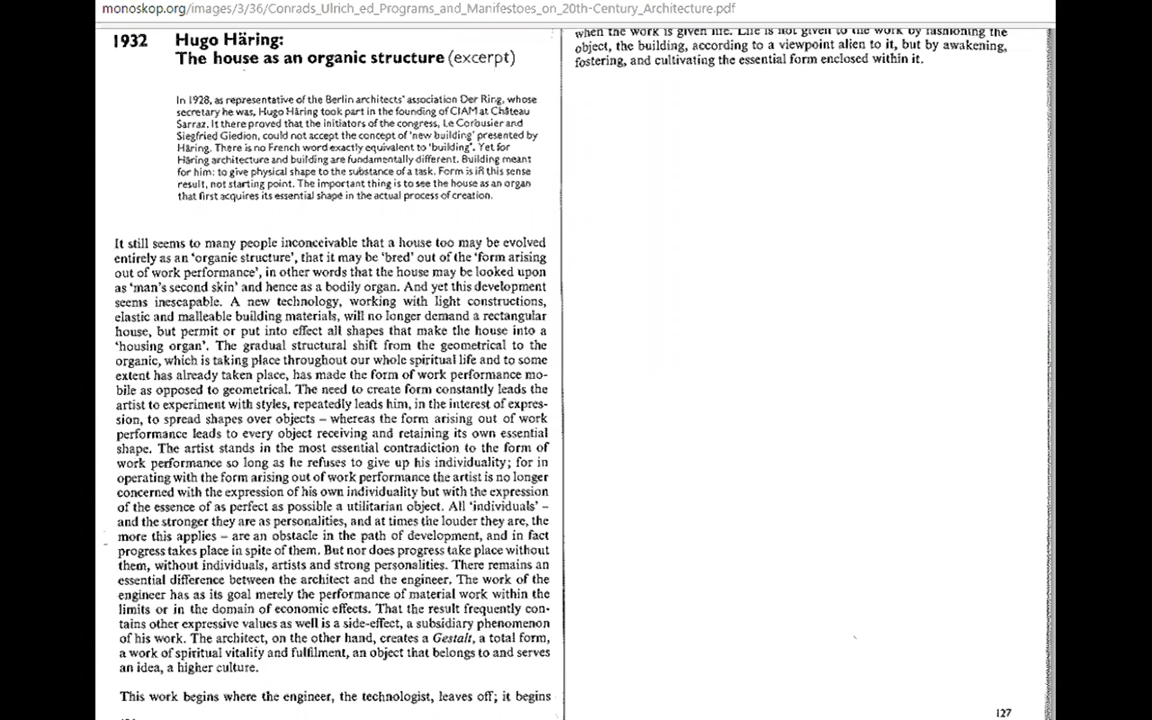 monoskop.org/images/3/36/Conrads_Ulrich_ed_Programs_and_Manifestoes_on_20th-Century_Architecture.pdf
1932 Hugo Häring:
The house as an organic structure (excerpt)
In 1928, as representative of the Berlin architects' association Der Ring, whose
secretary he was, Hugo Häring took part in the founding of CIAM at Château
Sarraz. It there proved that the initiators of the congress, Le Corbusier and
Siegfried Giedion, could not accept the concept of 'new building' presented by
Häring. There is no French word exactly equivalent to 'building'. Yet for
Häring architecture and building are fundamentally different. Building meant
for him: to give physical shape to the substance of a task. Form is in this sense
result, not starting point. The important thing is to see the house as an organ
that first acquires its essential shape in the actual process of creation.
It still seems to many people inconceivable that a house too may be evolved
entirely as an 'organic structure', that it may be 'bred' out of the 'form arising
out of work performance', in other words that the house may be looked upon
as 'man's second skin' and hence as a bodily organ. And yet this development
seems inescapable. A new technology, working with light constructions,
elastic and malleable building materials, will no longer demand a rectangular
house, but permit or put into effect all shapes that make the house into a
'housing organ'. The gradual structural shift from the geometrical to the
organic, which is taking place throughout our whole spiritual life and to some
extent has already taken place, has made the form of work performance mo-
bile as opposed to geometrical. The need to create form constantly leads the
artist to experiment with styles, repeatedly leads him, in the interest of expres-
sion, to spread shapes over objects – whereas the form arising out of work
performance leads to every object receiving and retaining its own essential
shape. The artist stands in the most essential contradiction to the form of
work performance so long as he refuses to give up his individuality; for in
operating with the form arising out of work performance the artist is no longer
concerned with the expression of his own individuality but with the expression
of the essence of as perfect as possible a utilitarian object. All 'individuals' –
and the stronger they are as personalities, and at times the louder they are, the
more this applies – are an obstacle in the path of development, and in fact
progress takes place in spite of them. But nor does progress take place without
them, without individuals, artists and strong personalities. There remains an
essential difference between the architect and the engineer. The work of the
engineer has as its goal merely the performance of material work within the
limits or in the domain of economic effects. That the result frequently con-
tains other expressive values as well is a side-effect, a subsidiary phenomenon
of his work. The architect, on the other hand, creates a Gestalt, a total form,
a work of spiritual vitality and fulfilment, an object that belongs to and serves
an idea, a higher culture.
This work begins where the engineer, the technologist, leaves off; it begins
when the work is given life. Life is not given to the work by fashioning the
object, the building, according to a viewpoint alien to it, but by awakening,
fostering, and cultivating the essential form enclosed within it.
127